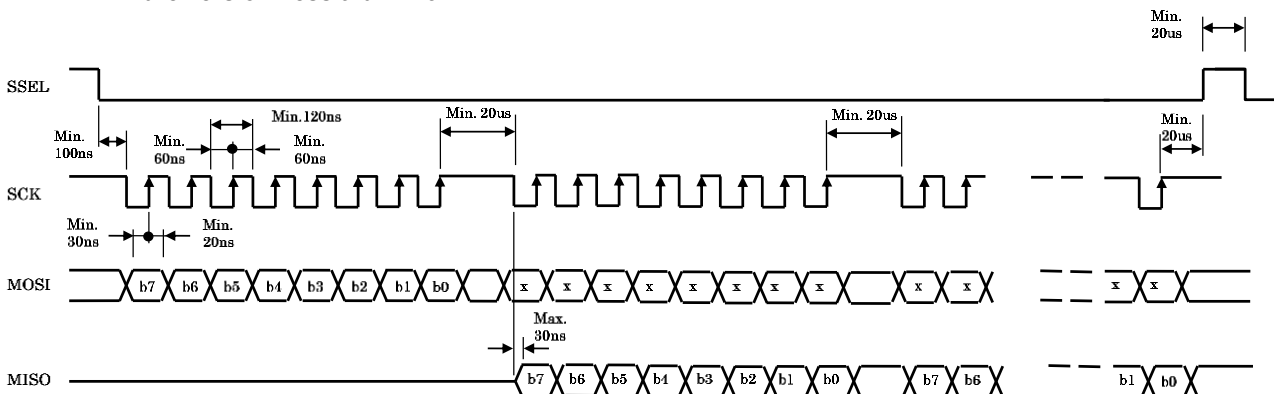 Min.
20us
SSEL
Min.
100ns
Min.
60ns
Min.120ns
Min.
60ns
Min. 20us
Min. 20us
Min.
20us
SCK
Min.
30ns
Min.
20ns
MOSI
b7 b6 b5 b4 b3 b2 b1 b0 x x x x x x x x x x x x
Max.
30ns
MISO
b7 b6 b5 b4 b3 b2 b1 b0 b7 b6 b1 b0